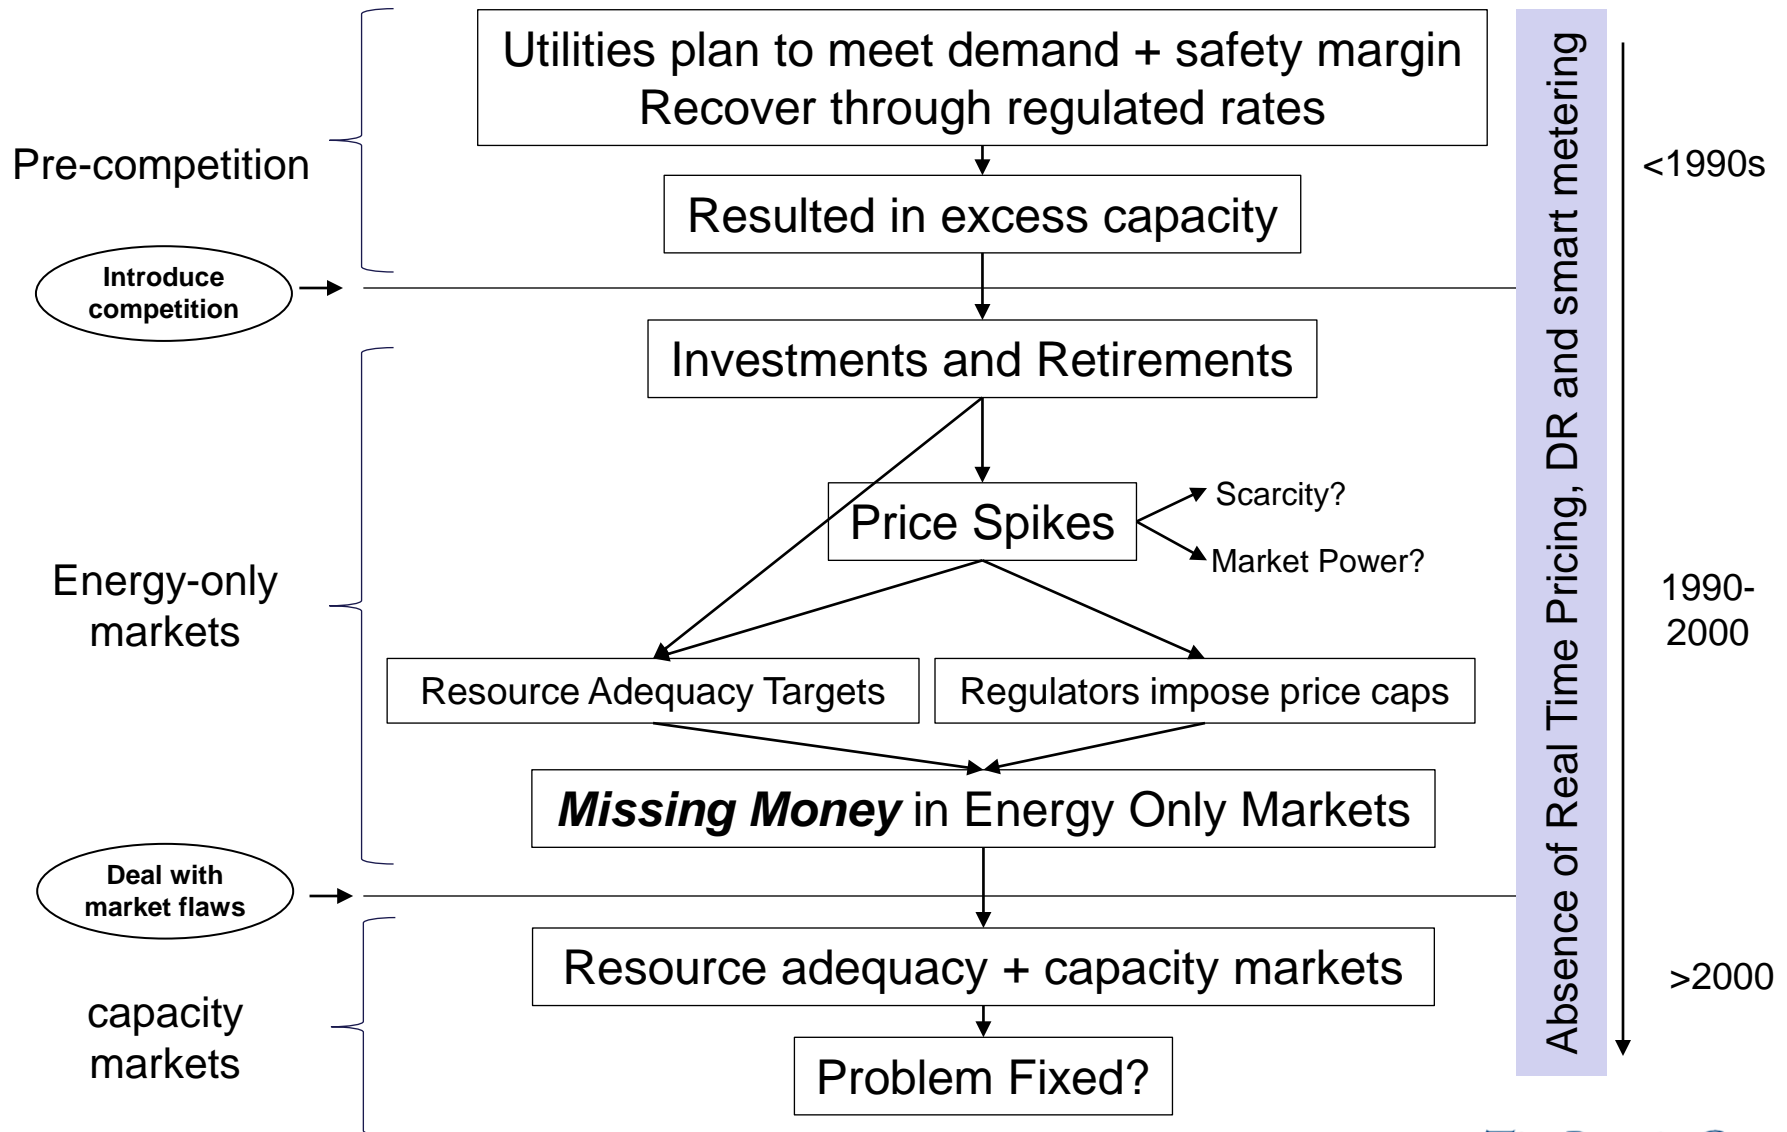 Utilities plan to meet demand + safety margin
Recover through regulated rates
Pre-competition
<1990s
Resulted in excess capacity
Introduce
competition
Investments and Retirements
Price Spikes
Scarcity?
Market Power?
Energy-only
markets
1990-
2000
Resource Adequacy Targets
Regulators impose price caps
Missing Money in Energy Only Markets
Deal with
market flaws
Resource adequacy + capacity markets
>2000
capacity
markets
Problem Fixed?
Absence of Real Time Pricing, DR and smart metering